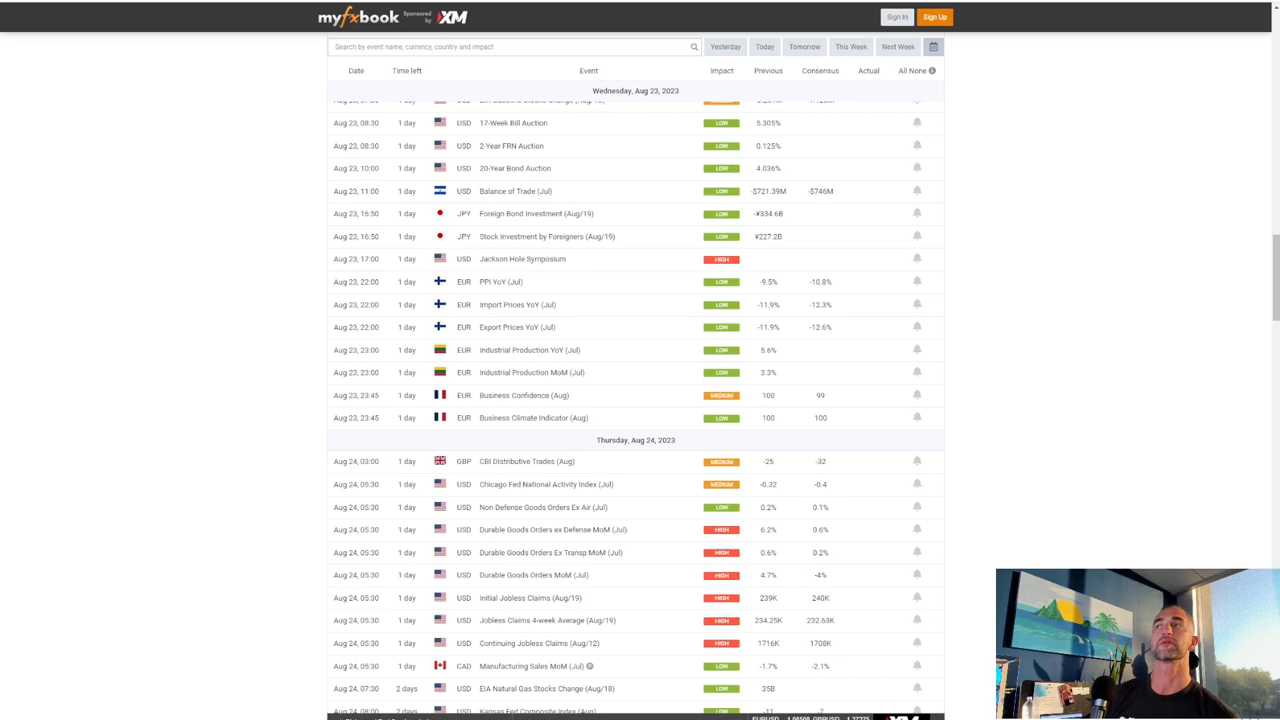 myfxbook Sponsored by XM Sign In Sign Up
Search by event name, currency, country and impact Yesterday Today Tomorrow This Week Next Week
Date Time left Event Impact Previous Consensus Actual All None
Wednesday, Aug 23, 2023
Aug 23, 08:30 1 day USD 17-Week Bill Auction LOW 5.305%
Aug 23, 08:30 1 day USD 2-Year FRN Auction LOW 0.125%
Aug 23, 10:00 1 day USD 20-Year Bond Auction LOW 4.036%
Aug 23, 11:00 1 day USD Balance of Trade (Jul) LOW -$721.39M -$746M
Aug 23, 16:50 1 day JPY Foreign Bond Investment (Aug/19) LOW -¥334.6B
Aug 23, 16:50 1 day JPY Stock Investment by Foreigners (Aug/19) LOW ¥227.2B
Aug 23, 17:00 1 day USD Jackson Hole Symposium HIGH
Aug 23, 22:00 1 day EUR PPI YoY (Jul) LOW -9.5% -10.8%
Aug 23, 22:00 1 day EUR Import Prices YoY (Jul) LOW -11.9% -12.3%
Aug 23, 22:00 1 day EUR Export Prices YoY (Jul) LOW -11.9% -12.6%
Aug 23, 23:00 1 day EUR Industrial Production YoY (Jul) LOW 5.6%
Aug 23, 23:00 1 day EUR Industrial Production MoM (Jul) LOW 3.3%
Aug 23, 23:45 1 day EUR Business Confidence (Aug) MEDIUM 100 99
Aug 23, 23:45 1 day EUR Business Climate Indicator (Aug) LOW 100 100
Thursday, Aug 24, 2023
Aug 24, 03:00 1 day GBP CBI Distributive Trades (Aug) MEDIUM -25 -32
Aug 24, 05:30 1 day USD Chicago Fed National Activity Index (Jul) MEDIUM -0.32 -0.4
Aug 24, 05:30 1 day USD Non Defense Goods Orders Ex Air (Jul) LOW 0.2% 0.1%
Aug 24, 05:30 1 day USD Durable Goods Orders ex Defense MoM (Jul) HIGH 6.2% 0.6%
Aug 24, 05:30 1 day USD Durable Goods Orders Ex Transp MoM (Jul) HIGH 0.6% 0.2%
Aug 24, 05:30 1 day USD Durable Goods Orders MoM (Jul) HIGH 4.7% -4%
Aug 24, 05:30 1 day USD Initial Jobless Claims (Aug/19) HIGH 239K 240K
Aug 24, 05:30 1 day USD Jobless Claims 4-week Average (Aug/19) HIGH 234.25K 232.63K
Aug 24, 05:30 1 day USD Continuing Jobless Claims (Aug/12) HIGH 1716K 1708K
Aug 24, 05:30 1 day CAD Manufacturing Sales MoM (Jul) P LOW -1.7% -2.1%
Aug 24, 07:30 2 days USD EIA Natural Gas Stocks Change (Aug/18) LOW 35B
Aug 24, 08:00 2 days USD Kansas Fed Composite Index (Aug) LOW -11 -7